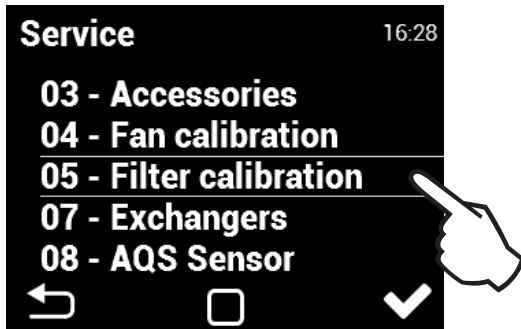 Service 16:28
03 - Accessories
04 - Fan calibration
05 - Filter calibration
07 - Exchangers
08 - AQS Sensor